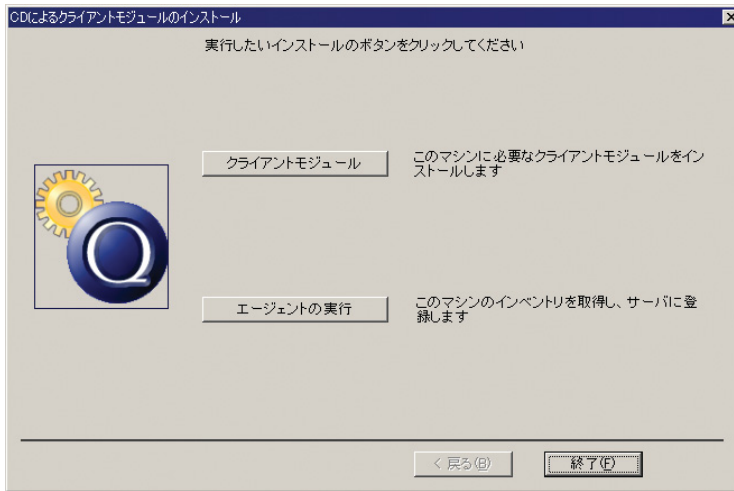 CDによるクライアントモジュールのインストール
実行したいインストールのボタンをクリックしてください
クライアントモジュール
このマシンに必要なクライアントモジュールをイン
ストールします
Q
エージェントの実行
このマシンのインベントリを取得し、サーバに登
録します
< 戻る(B)
終了(F)